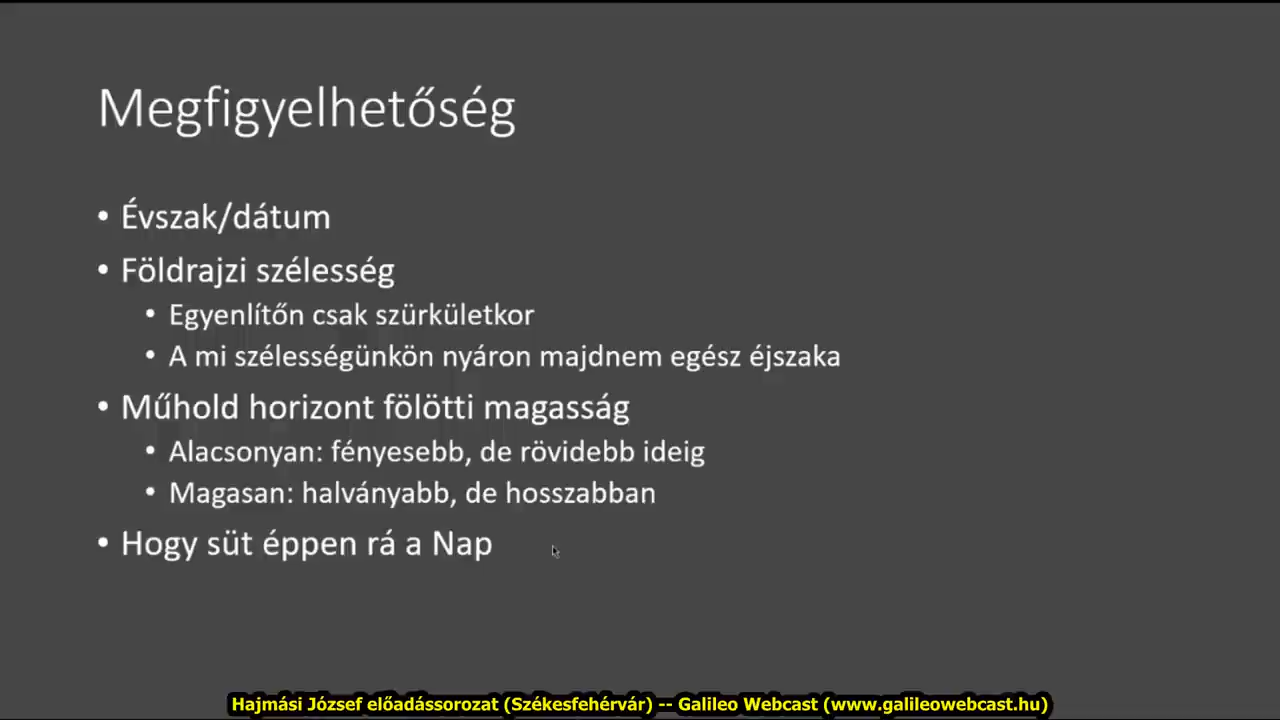 Megfigyelhetőség
• Évszak/dátum
• Földrajzi szélesség
• Egyenlítőn csak szürkületkor
• A mi szélességünkön nyáron majdnem egész éjszaka
• Műhold horizont fölötti magasság
• Alacsonyan: fényesebb, de rövidebb ideig
• Magasan: halványabb, de hosszabban
• Hogy süt éppen rá a Nap
Hajmási József előadássorozat (Székesfehérvár) -- Galileo Webcast (www.galileowebcast.hu)